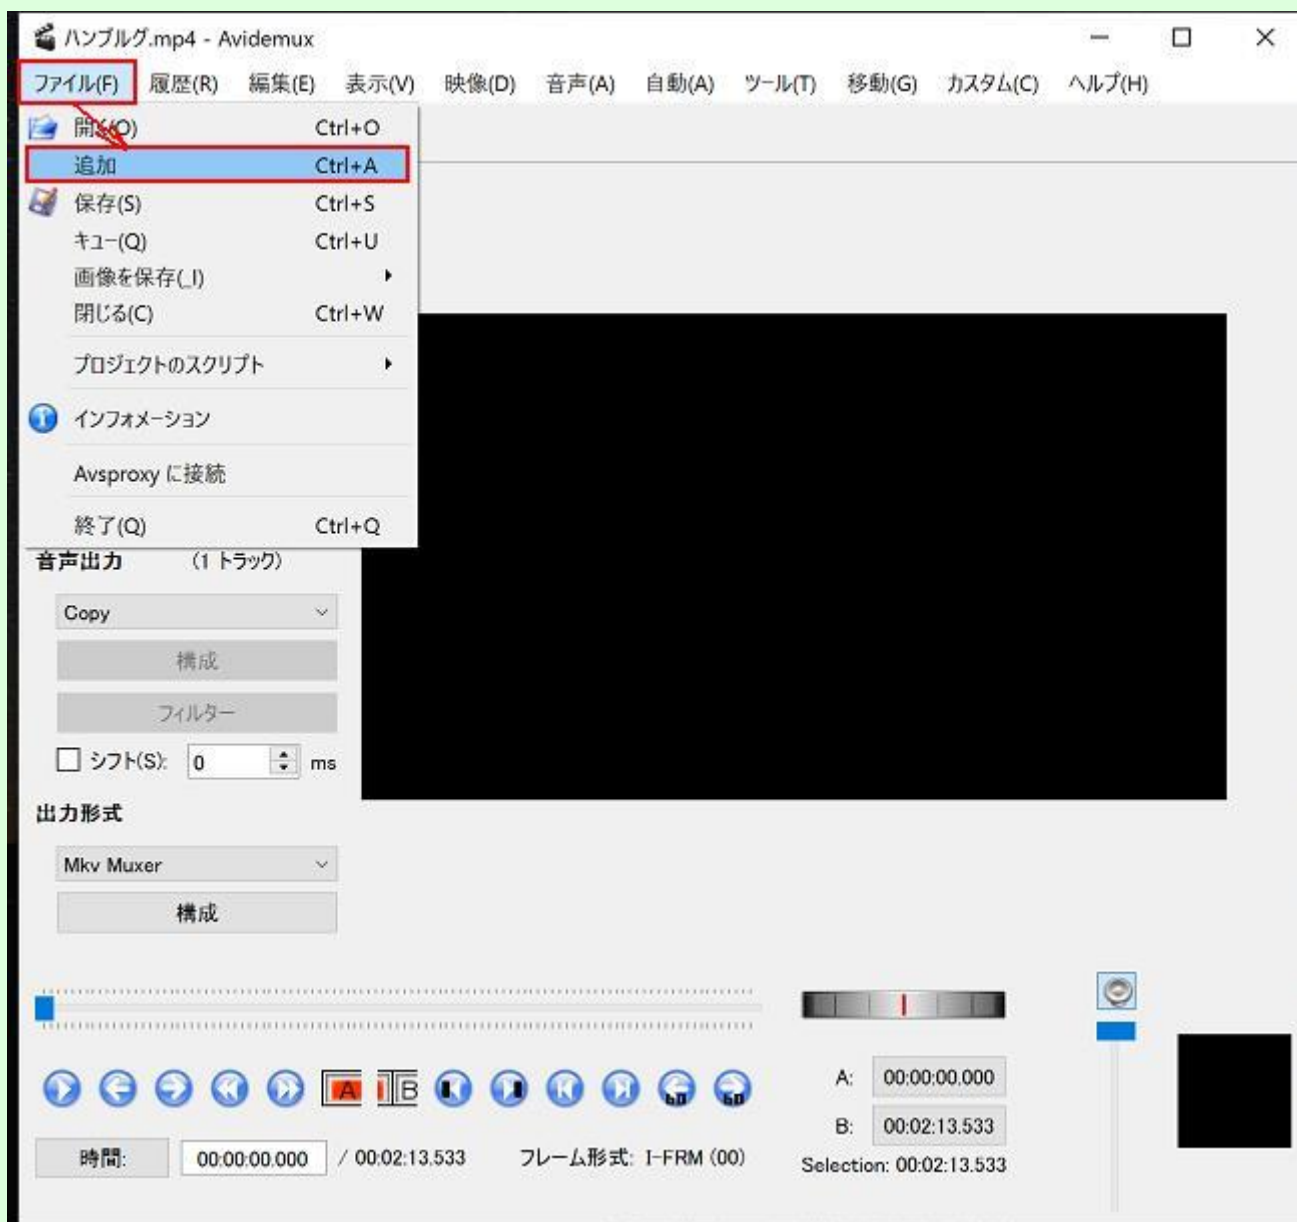 ハンブルグ.mp4 - Avidemux
ファイル(F) 履歴(R) 編集(E) 表示(V) 映像(D) 音声(A) 自動(A) ツール(T) 移動(G) カスタム(C) ヘルプ(H)
開く(O) Ctrl+O
追加 Ctrl+A
保存(S) Ctrl+S
キュー(Q) Ctrl+U
画像を保存(_I)
閉じる(C) Ctrl+W
プロジェクトのスクリプト
インフォメーション
Avsproxy に接続
終了(Q) Ctrl+Q
音声出力 (1 トラック)
Copy
構成
フィルター
シフト(S): 0 ms
出力形式
Mkv Muxer
構成
A B 60 60
A: 00:00:00.000
B: 00:02:13.533
時間: 00:00:00.000 / 00:02:13.533 フレーム形式: I-FRM (00)
Selection: 00:02:13.533